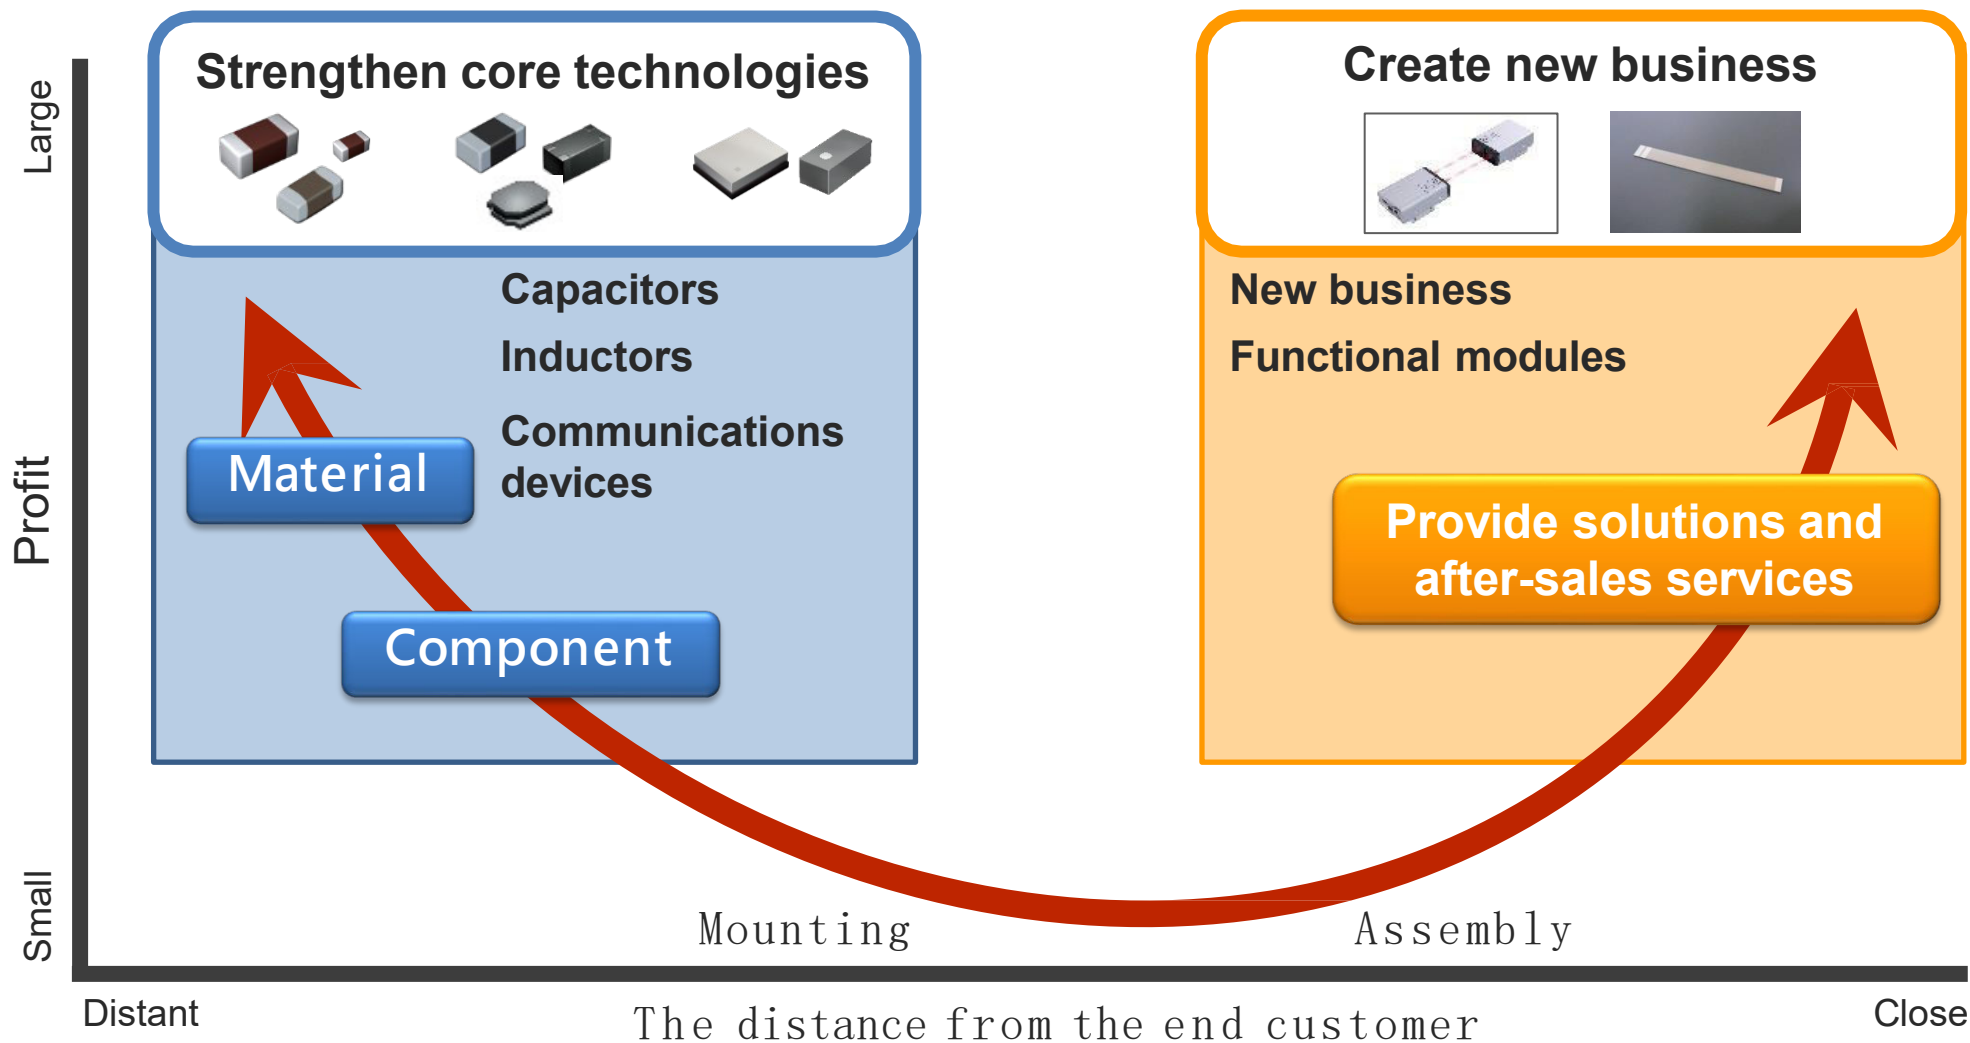 Strengthen core technologies
Create new business
Large
Profit
Small
Capacitors
Inductors
Communications
devices
Material
Component
New business
Functional modules
Provide solutions and
after-sales services
Mounting
Assembly
Distant
The distance from the end customer
Close